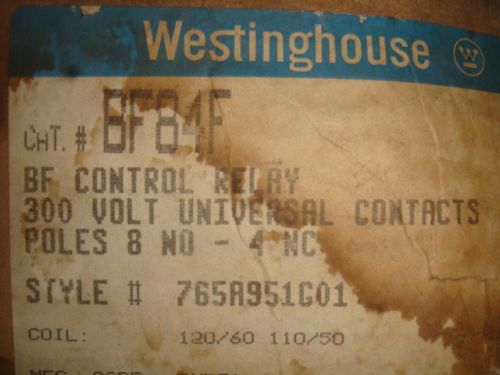 Westinghouse
CAT. # BF84F
BF CONTROL RELAY
300 VOLT UNIVERSAL CONTACTS
POLES 8 NO - 4 NC
STYLE # 765A951G01
COIL: 120/60 110/50